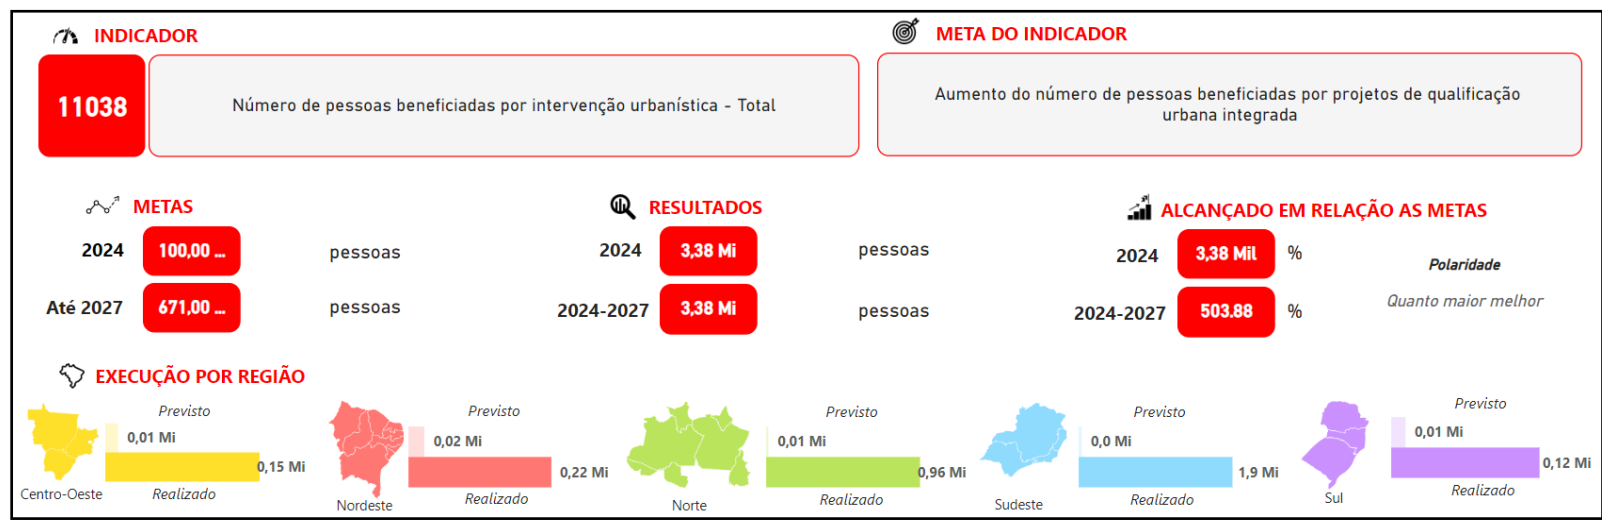 INDICADOR
11038
Número de pessoas beneficiadas por intervenção urbanística - Total
META DO INDICADOR
Aumento do número de pessoas beneficiadas por projetos de qualificação
urbana integrada
METAS
2024 100,00 ... pessoas
Até 2027 671,00 ... pessoas
RESULTADOS
2024 3,38 Mi pessoas
2024-2027 3,38 Mi pessoas
ALCANÇADO EM RELAÇÃO AS METAS
2024 3,38 Mil %
2024-2027 503.88 %
Polaridade
Quanto maior melhor
EXECUÇÃO POR REGIÃO
Previsto
0,01 Mi
0,15 Mi
Centro-Oeste
Realizado
Previsto
0,02 Mi
0,22 Mi
Nordeste
Realizado
Previsto
0,01 Mi
0,96 Mi
Norte
Realizado
Previsto
0,0 Mi
1,9 Mi
Sudeste
Realizado
Previsto
0,01 Mi
0,12 Mi
Sul
Realizado